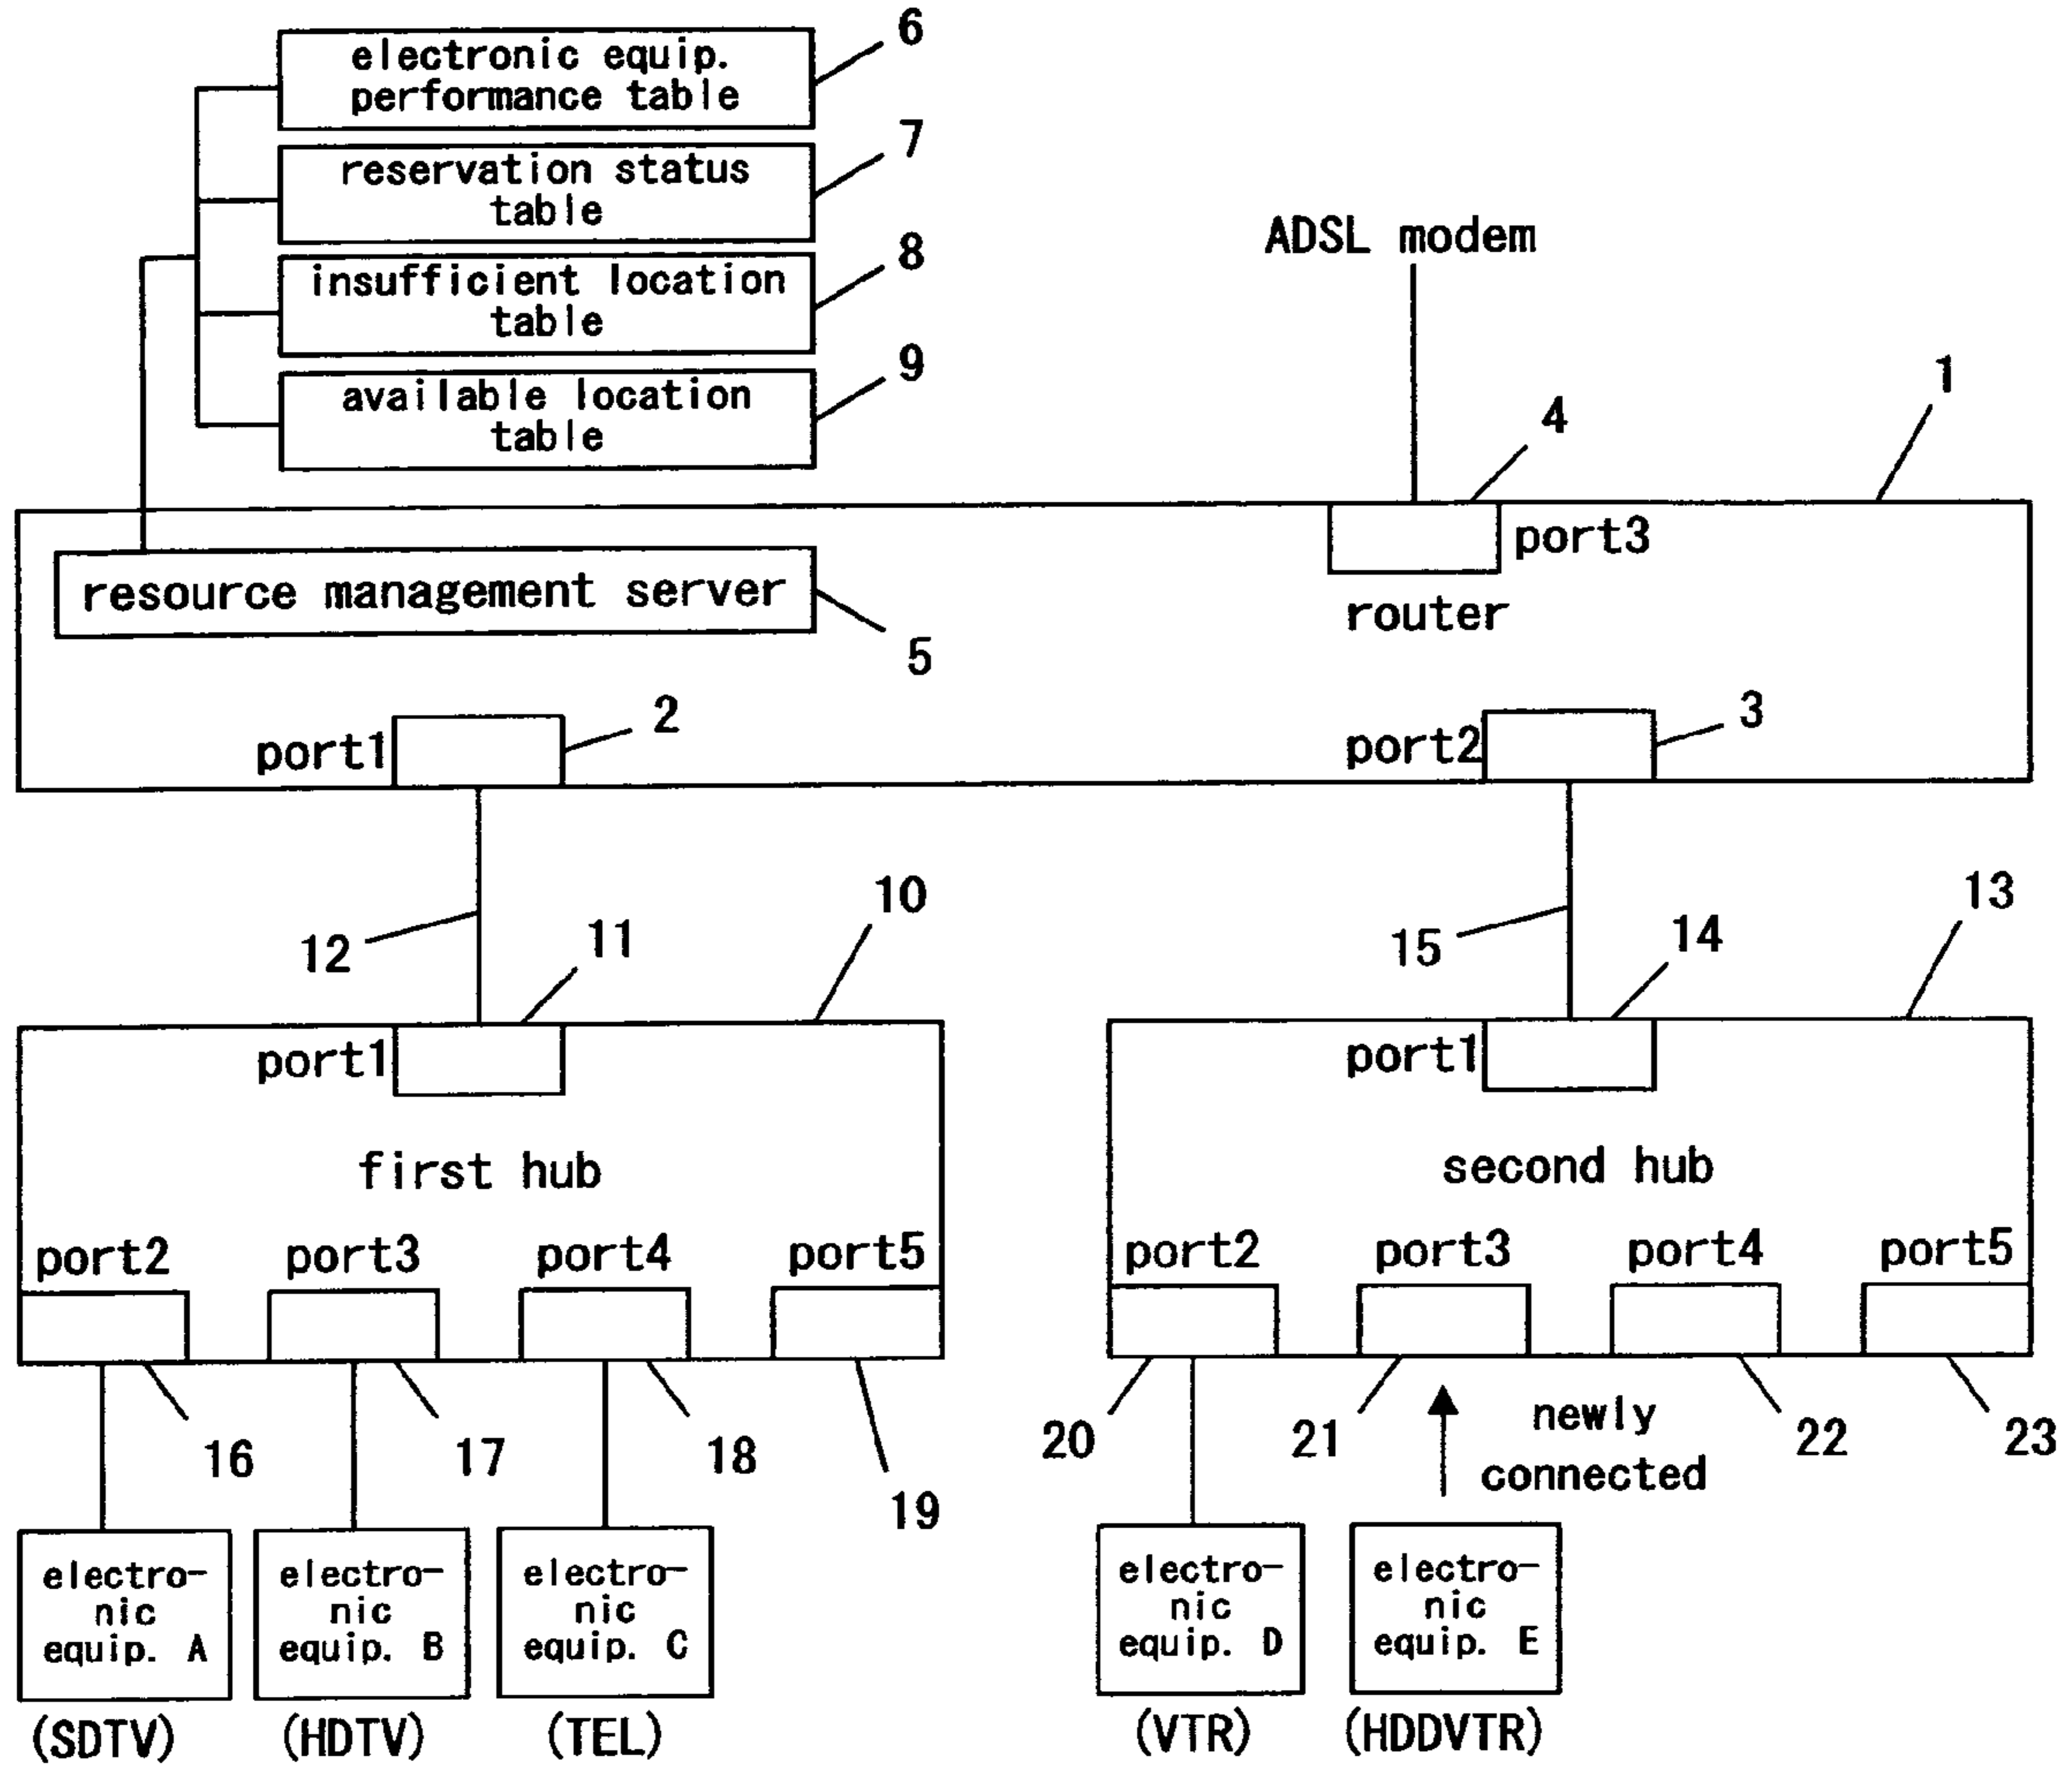 electronic equip.
performance table
6
reservation status
table
7
insufficient location
table
8
available location
table
9
ADSL modem
4
1
port3
router
resource management server
5
port1
2
port2
3
12
11
10
15
14
13
port1
first hub
port2
port3
port4
port5
port1
second hub
port2
port3
port4
port5
16
17
18
19
20
21
newly
connected
22
23
electro-
nic
equip. A
(SDTV)
electro-
nic
equip. B
(HDTV)
electro-
nic
equip. C
(TEL)
electro-
nic
equip. D
(VTR)
electro-
nic
equip. E
(HDDVTR)